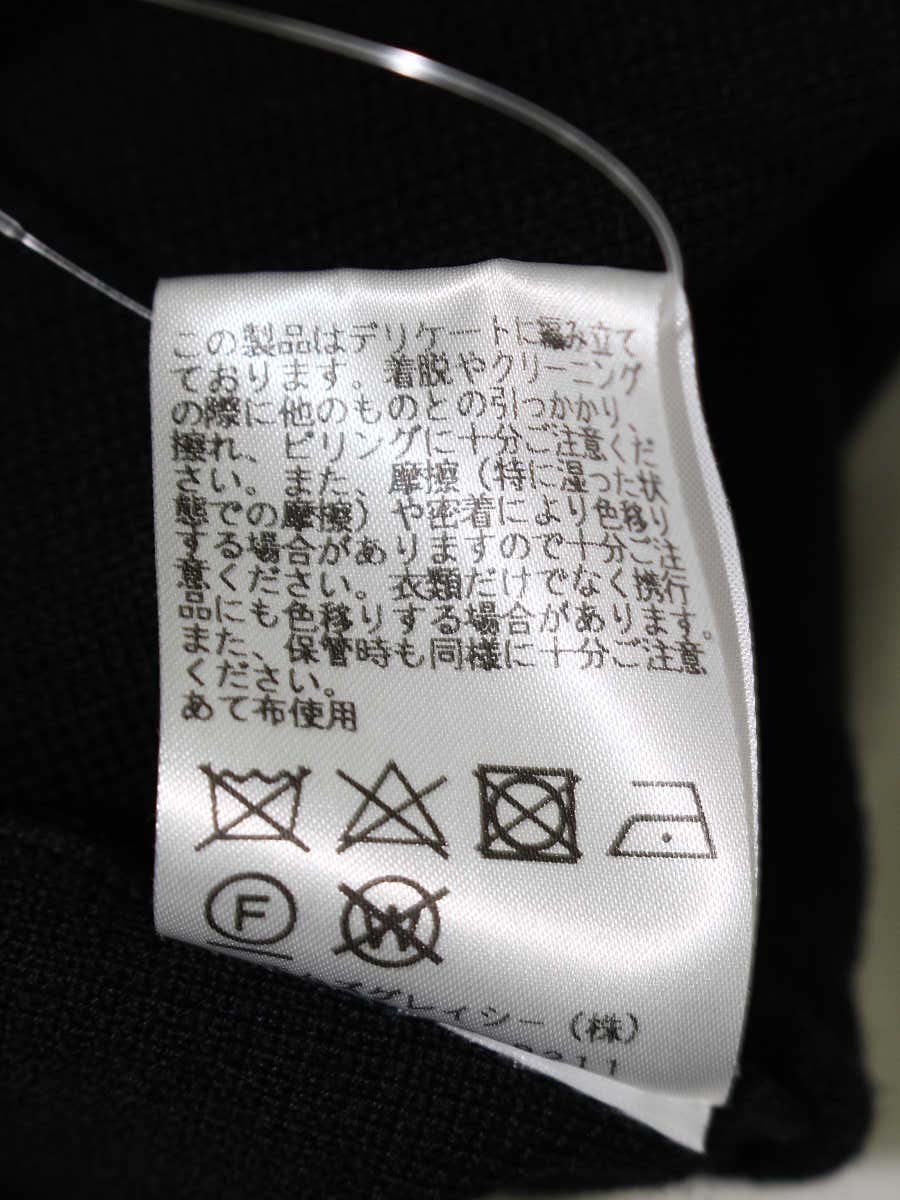 この製品はデリケートに編み立て
ております。着脱やクリーニング
の際に他のものとの引っかかり、
擦れ、ピリングに十分ご注意くだ
さい。また、摩擦(特に湿った状
態での摩擦)や密着により色移り
する場合がありますので十分ご注
意ください。衣類だけでなく携行
品にも色移りする場合があります。
また、保管時も同様に十分ご注意
ください。
あて布使用
F W
グレイシー(株)